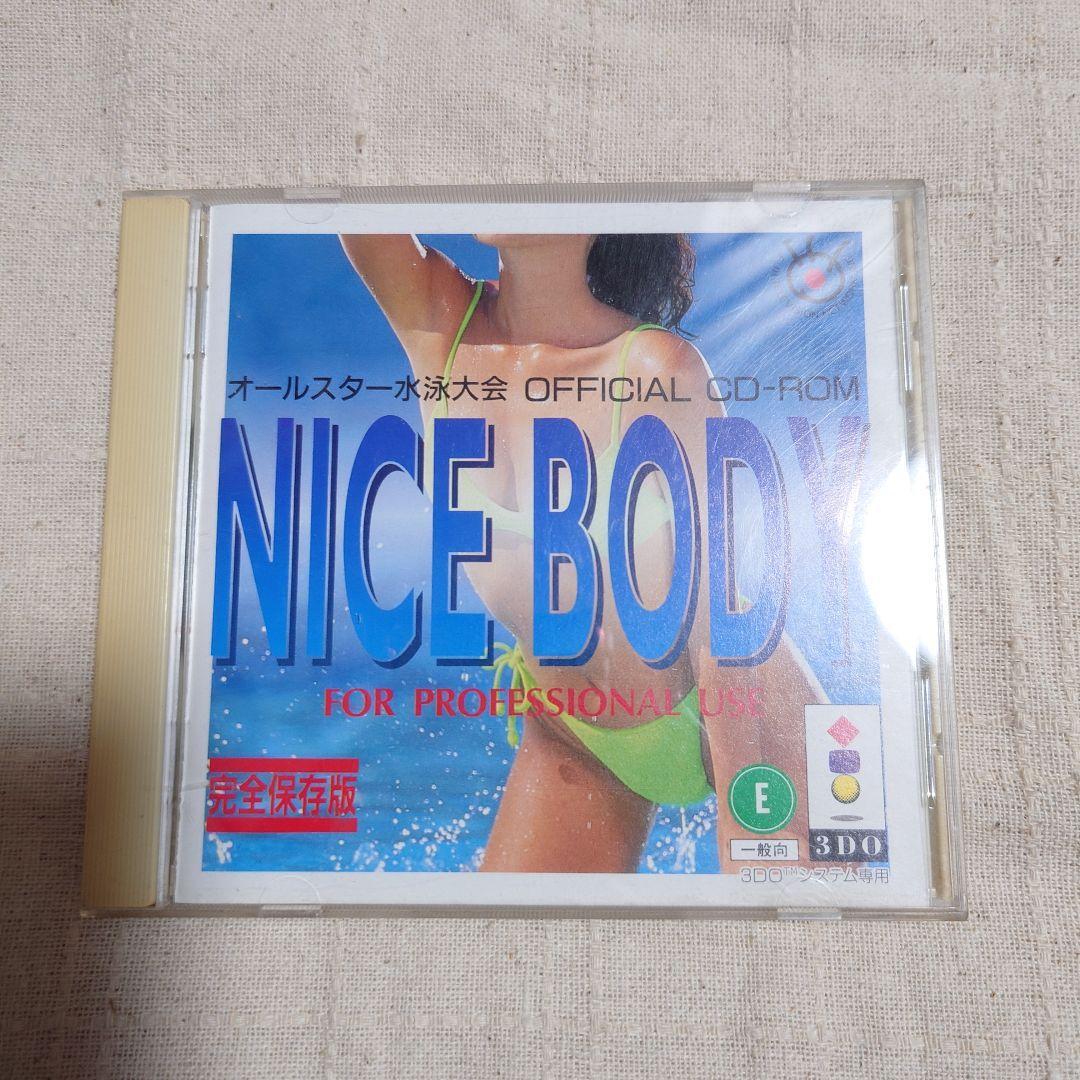 オールスター水泳大会 OFFICIAL CD-ROM
NICE BODY
FOR PROFESSIONAL USE
完全保存版
E
一般向
3DO
3DO™システム専用